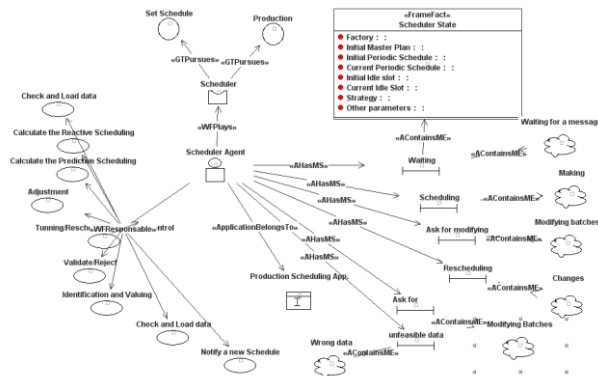 Set Schedule
Production
«GTPursues»
«GTPursues»
Scheduler
«WFPlays»
Scheduler Agent
«FrameFact»
Scheduler State
Factory : :
Initial Master Plan : :
Initial Periodic Schedule : :
Current Periodic Schedule : :
Initial Idle slot : :
Current Idle Slot : :
Strategy : :
Other parameters : :
Check and Load data
Calculate the Reactive Scheduling
Calculate the Predictive Scheduling
Adjustment
Tunning/Resch
«WFResponsable»
ntrol
Validate/Reject
Identification and Valuing
Check and Load data
Notify a new Schedule
«ApplicationBelongsTo»
Production Scheduling App.
«AHasMS»
«AHasMS»
«AHasMS»
«AHasMS»
«AHasMS»
«AHasMS»
«AContainsME»
Waiting
«AContainsME»
Waiting for a message
Scheduling
«AContainsME»
Making
Ask for modifying
«AContainsME»
Modifying batches
Rescheduling
«AContainsME»
Changes
Ask for
«AContainsME»
Modifying Batches
unfeasible data
«AContainsME»
Wrong data